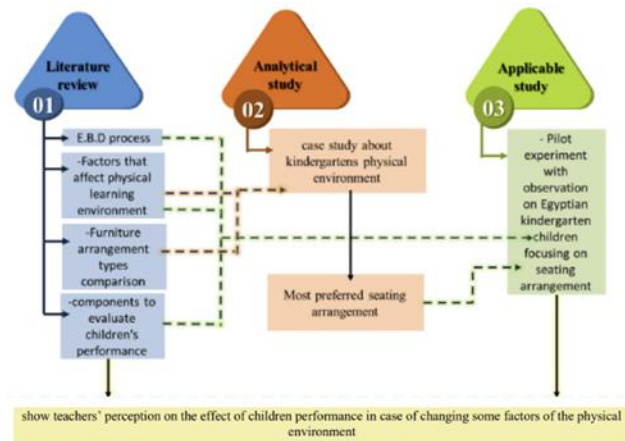 Literature
review
01
E.B.D process
-Factors that
affect physical
learning
environment
-Furniture
arrangement
types
comparison
-components to
evaluate
children's
performance
Analytical
study
02
case study about
kindergartens physical
environment
Most preferred seating
arrangement
Applicable
study
03
- Pilot
experiment
with
observation
on Egyptian
kindergarten
children
focusing on
seating
arrangement
show teachers' perception on the effect of children performance in case of changing some factors of the physical
environment